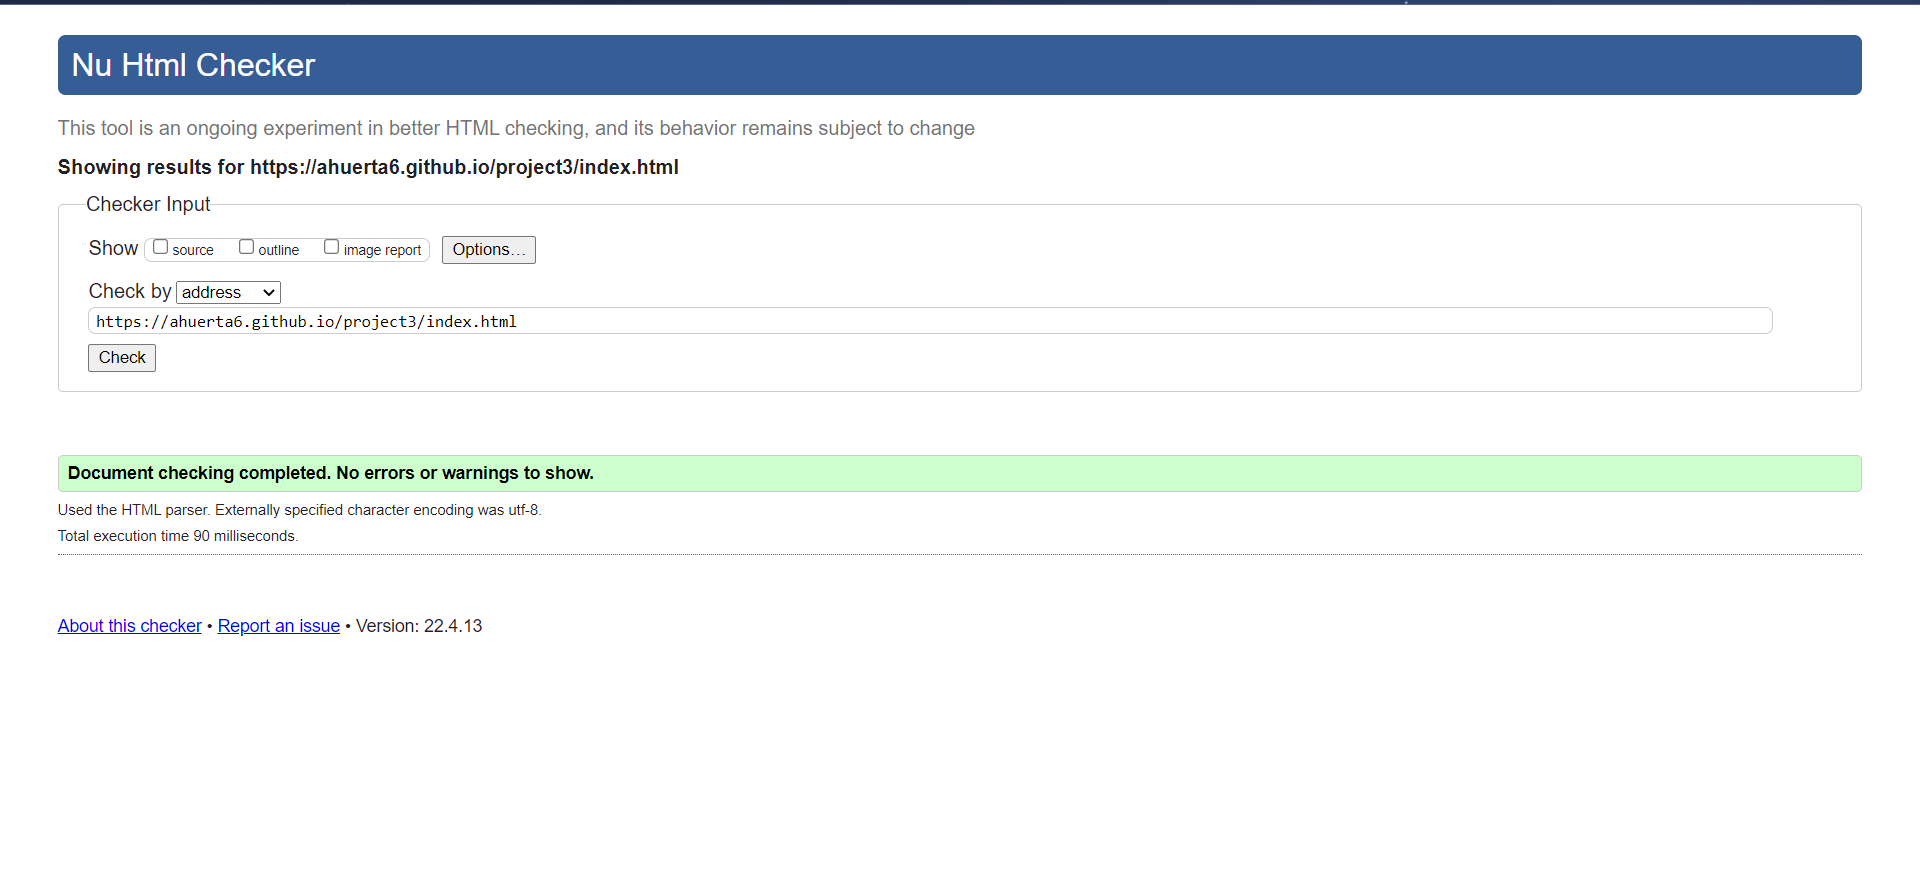 Nu Html Checker
This tool is an ongoing experiment in better HTML checking, and its behavior remains subject to change
Showing results for https://ahuerta6.github.io/project3/index.html
Checker Input
Show source outline image report Options...
Check by address
https://ahuerta6.github.io/project3/index.html
Check
Document checking completed. No errors or warnings to show.
Used the HTML parser. Externally specified character encoding was utf-8.
Total execution time 90 milliseconds.
About this checker • Report an issue • Version: 22.4.13